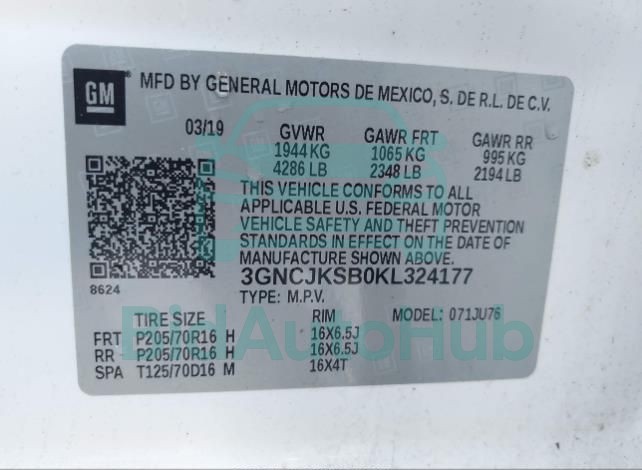 GM
MFD BY GENERAL MOTORS DE MEXICO, S. DE R.L. DE C.V.
03/19 GVWR GAWR FRT GAWR RR
1944 KG 1065 KG 995 KG
4286 LB 2348 LB 2194 LB
THIS VEHICLE CONFORMS TO ALL
APPLICABLE U.S. FEDERAL MOTOR
VEHICLE SAFETY AND THEFT PREVENTION
STANDARDS IN EFFECT ON THE DATE OF
MANUFACTURE SHOWN ABOVE.
8624
3GNCJKSB0KL324177
TYPE: M.P.V. MODEL: 071JU76
BidAutoHub
TIRE SIZE RIM
FRT P205/70R16 H 16X6.5J
RR P205/70R16 H 16X6.5J
SPA T125/70D16 M 16X4T